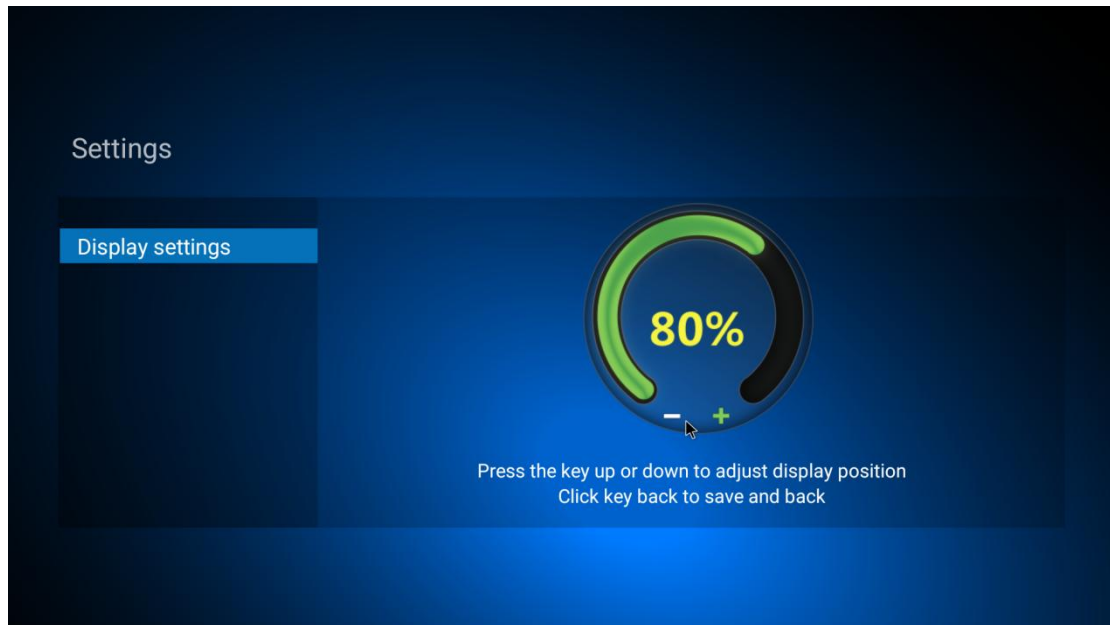 Settings
Display settings
80%
- +
Press the key up or down to adjust display position
Click key back to save and back